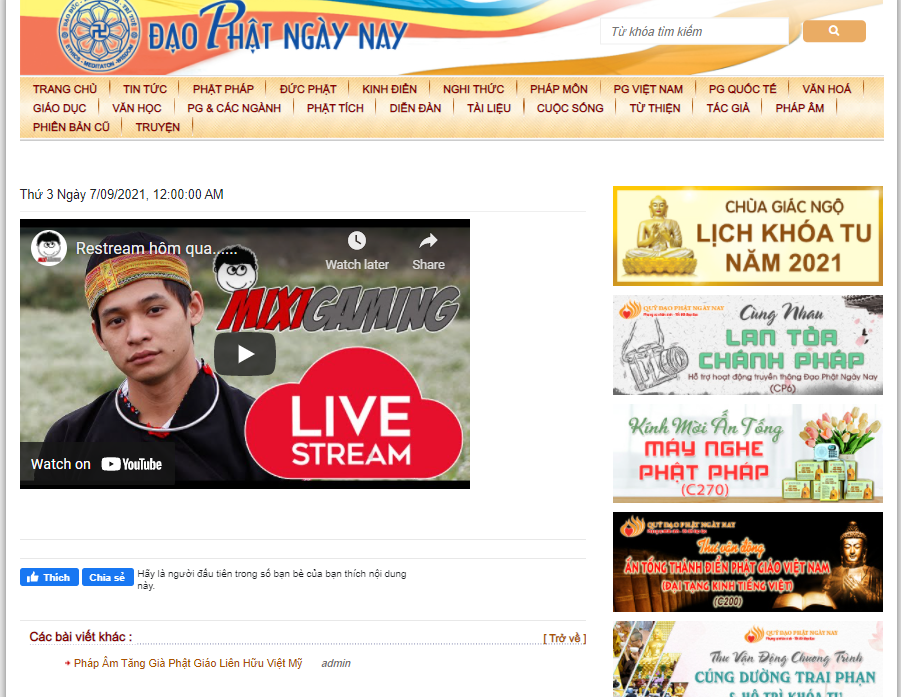 ĐẠO PHẬT NGÀY NAY
Từ khóa tìm kiếm
TRANG CHỦ TIN TỨC PHẬT PHÁP ĐỨC PHẬT KINH ĐIỂN NGHI THỨC PHÁP MÔN PG VIỆT NAM PG QUỐC TẾ VĂN HOÁ
GIÁO DỤC VĂN HỌC PG & CÁC NGÀNH PHẬT TÍCH DIỄN ĐÀN TÀI LIỆU CUỘC SỐNG TỪ THIỆN TÁC GIẢ PHÁP ÂM
PHIÊN BẢN CŨ TRUYỆN
Thứ 3 Ngày 7/09/2021, 12:00:00 AM
Restream hôm qua......
Watch later Share
MIXIGAMING
LIVE
STREAM
Watch on YouTube
Thích Chia sẻ Hãy là người đầu tiên trong số bạn bè của bạn thích nội dung
này.
Các bài viết khác :
[ Trở về ]
Pháp Âm Tăng Già Phật Giáo Liên Hữu Việt Mỹ admin
CHÙA GIÁC NGỘ
LỊCH KHÓA TU
NĂM 2021
QUỸ ĐẠO PHẬT NGÀY NAY
Cùng Nhau
LAN TỎA
CHÁNH PHÁP
Hỗ trợ hoạt động truyền thông Đạo Phật Ngày Nay
(CP6)
Kính Mời Ấn Tống
MÁY NGHE
PHẬT PHÁP
(C270)
QUỸ ĐẠO PHẬT NGÀY NAY
Thư vận động
ẤN TỐNG THÁNH ĐIỂN PHẬT GIÁO VIỆT NAM
(ĐẠI TẠNG KINH TIẾNG VIỆT)
(C200)
QUỸ ĐẠO PHẬT NGÀY NAY
Thư Vận Động Chương Trình
CÚNG DƯỜNG TRAI PHẠN
& HỘ TRÌ KHÓA TU